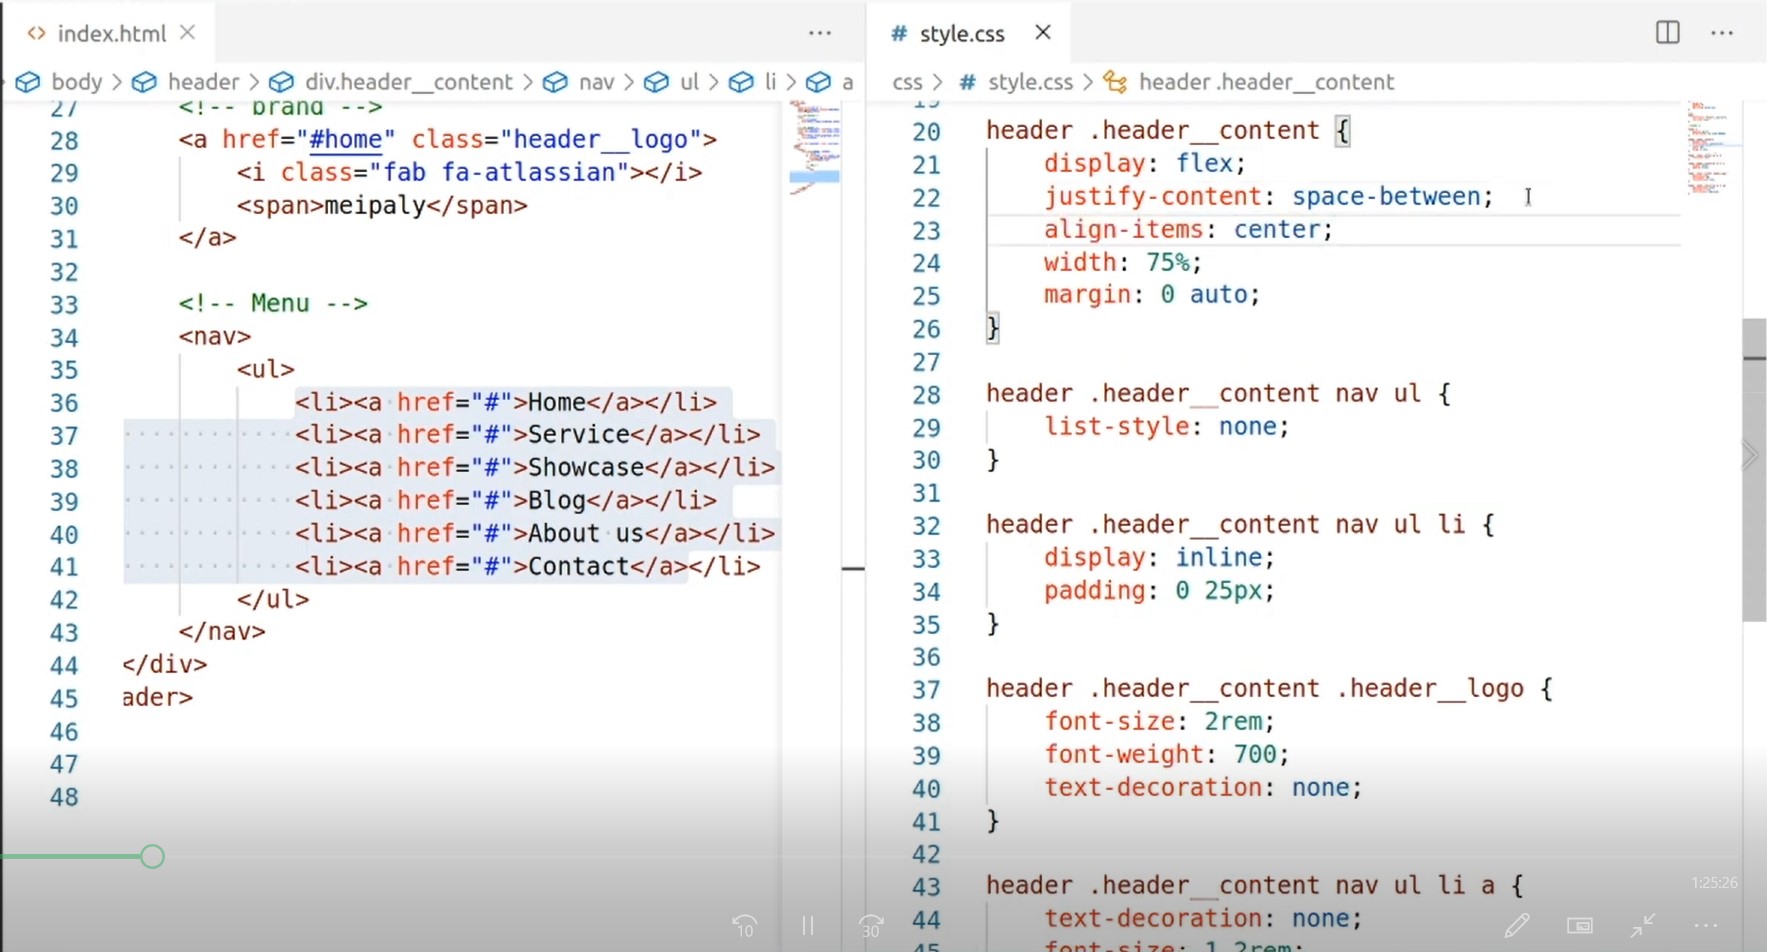 index.html
body > header > div.header__content > nav > ul > li > a
27 <!-- brand -->
28 <a href="#home" class="header__logo">
29 <i class="fab fa-atlassian"></i>
30 <span>meipaly</span>
31 </a>
32
33 <!-- Menu -->
34 <nav>
35 <ul>
36 <li><a href="#">Home</a></li>
37 <li><a href="#">Service</a></li>
38 <li><a href="#">Showcase</a></li>
39 <li><a href="#">Blog</a></li>
40 <li><a href="#">About us</a></li>
41 <li><a href="#">Contact</a></li>
42 </ul>
43 </nav>
44 </div>
45 ader>
46
47
48
# style.css
css > # style.css > header .header__content
19
20 header .header__content {
21 display: flex;
22 justify-content: space-between;
23 align-items: center;
24 width: 75%;
25 margin: 0 auto;
26 }
27
28 header .header__content nav ul {
29 list-style: none;
30 }
31
32 header .header__content nav ul li {
33 display: inline;
34 padding: 0 25px;
35 }
36
37 header .header__content .header__logo {
38 font-size: 2rem;
39 font-weight: 700;
40 text-decoration: none;
41 }
42
43 header .header__content nav ul li a {
44 text-decoration: none;
45 font-size: 1.2rem;
1:25:26
10
30